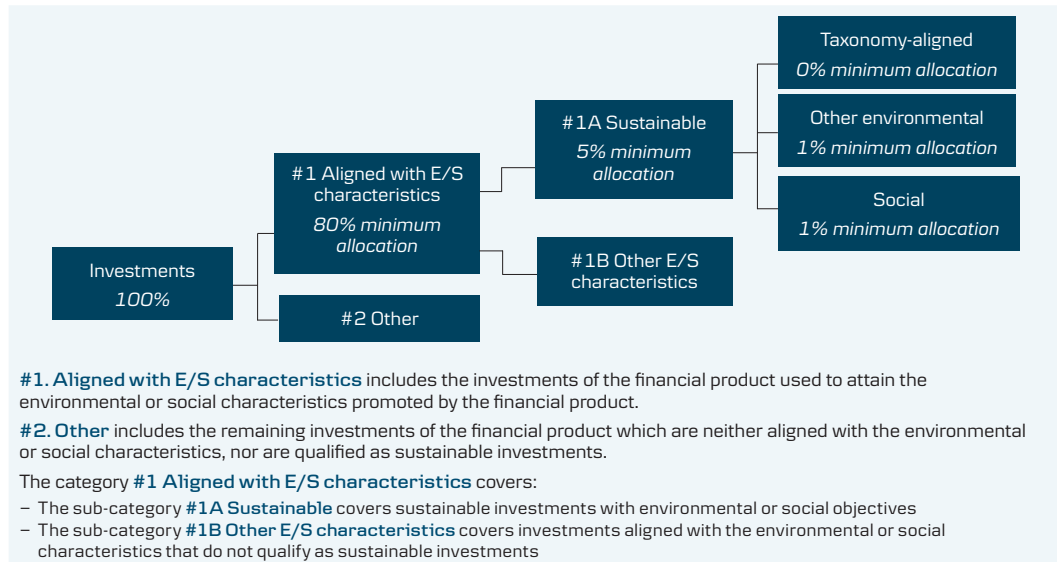 Taxonomy-aligned
0% minimum allocation
Other environmental
1% minimum allocation
Social
1% minimum allocation
#1A Sustainable
5% minimum
allocation
#1 Aligned with E/S
characteristics
80% minimum
allocation
#1B Other E/S
characteristics
Investments
100%
#2 Other
#1. Aligned with E/S characteristics includes the investments of the financial product used to attain the
environmental or social characteristics promoted by the financial product.
#2. Other includes the remaining investments of the financial product which are neither aligned with the environmental
or social characteristics, nor are qualified as sustainable investments.
The category #1 Aligned with E/S characteristics covers:
– The sub-category #1A Sustainable covers sustainable investments with environmental or social objectives
– The sub-category #1B Other E/S characteristics covers investments aligned with the environmental or social
characteristics that do not qualify as sustainable investments